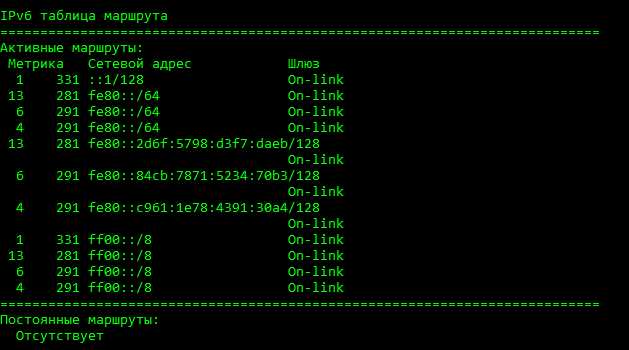 IPv6 таблица маршрута
===========================================================================
Активные маршруты:
 Метрика   Сетевой адрес            Шлюз
  1    331 ::1/128                  On-link
 13    281 fe80::/64                On-link
  6    291 fe80::/64                On-link
  4    291 fe80::/64                On-link
 13    281 fe80::2d6f:5798:d3f7:daeb/128
                                    On-link
  6    291 fe80::84cb:7871:5234:70b3/128
                                    On-link
  4    291 fe80::c961:1e78:4391:30a4/128
                                    On-link
  1    331 ff00::/8                 On-link
 13    281 ff00::/8                 On-link
  6    291 ff00::/8                 On-link
  4    291 ff00::/8                 On-link
===========================================================================
Постоянные маршруты:
  Отсутствует